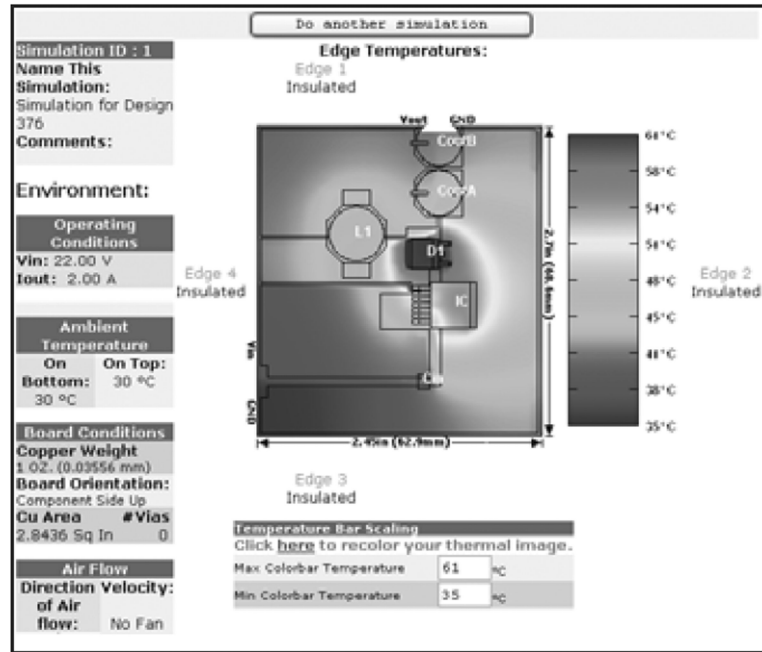 Do another simulation
Simulation ID : 1
Name This
Simulation:
Simulation for Design
376
Comments:
Environment:
Operating
Conditions
Vin: 22.00 V
Iout: 2.00 A
Ambient
Temperature
On
Bottom:
30 ºC
On Top:
30 ºC
Board Conditions
Copper Weight
1 OZ. (0.03556 mm)
Board Orientation:
Component Side Up
Cu Area #Vias
2.8436 Sq In 0
Air Flow
Direction
of Air
flow:
Velocity:
No Fan
Edge Temperatures:
Edge 1
Insulated
Edge 4
Insulated
Vout GND
CoutB
CoutA
L1
D1
IC
Cin
Vin
GND
2.7in (68.6mm)
2.45in (62.9mm)
61°C
58°C
54°C
51°C
48°C
45°C
41°C
38°C
35°C
Edge 2
Insulated
Edge 3
Insulated
Temperature Bar Scaling
Click here to recolor your thermal image.
Max Colorbar Temperature 61 ºC
Min Colorbar Temperature 35 ºC